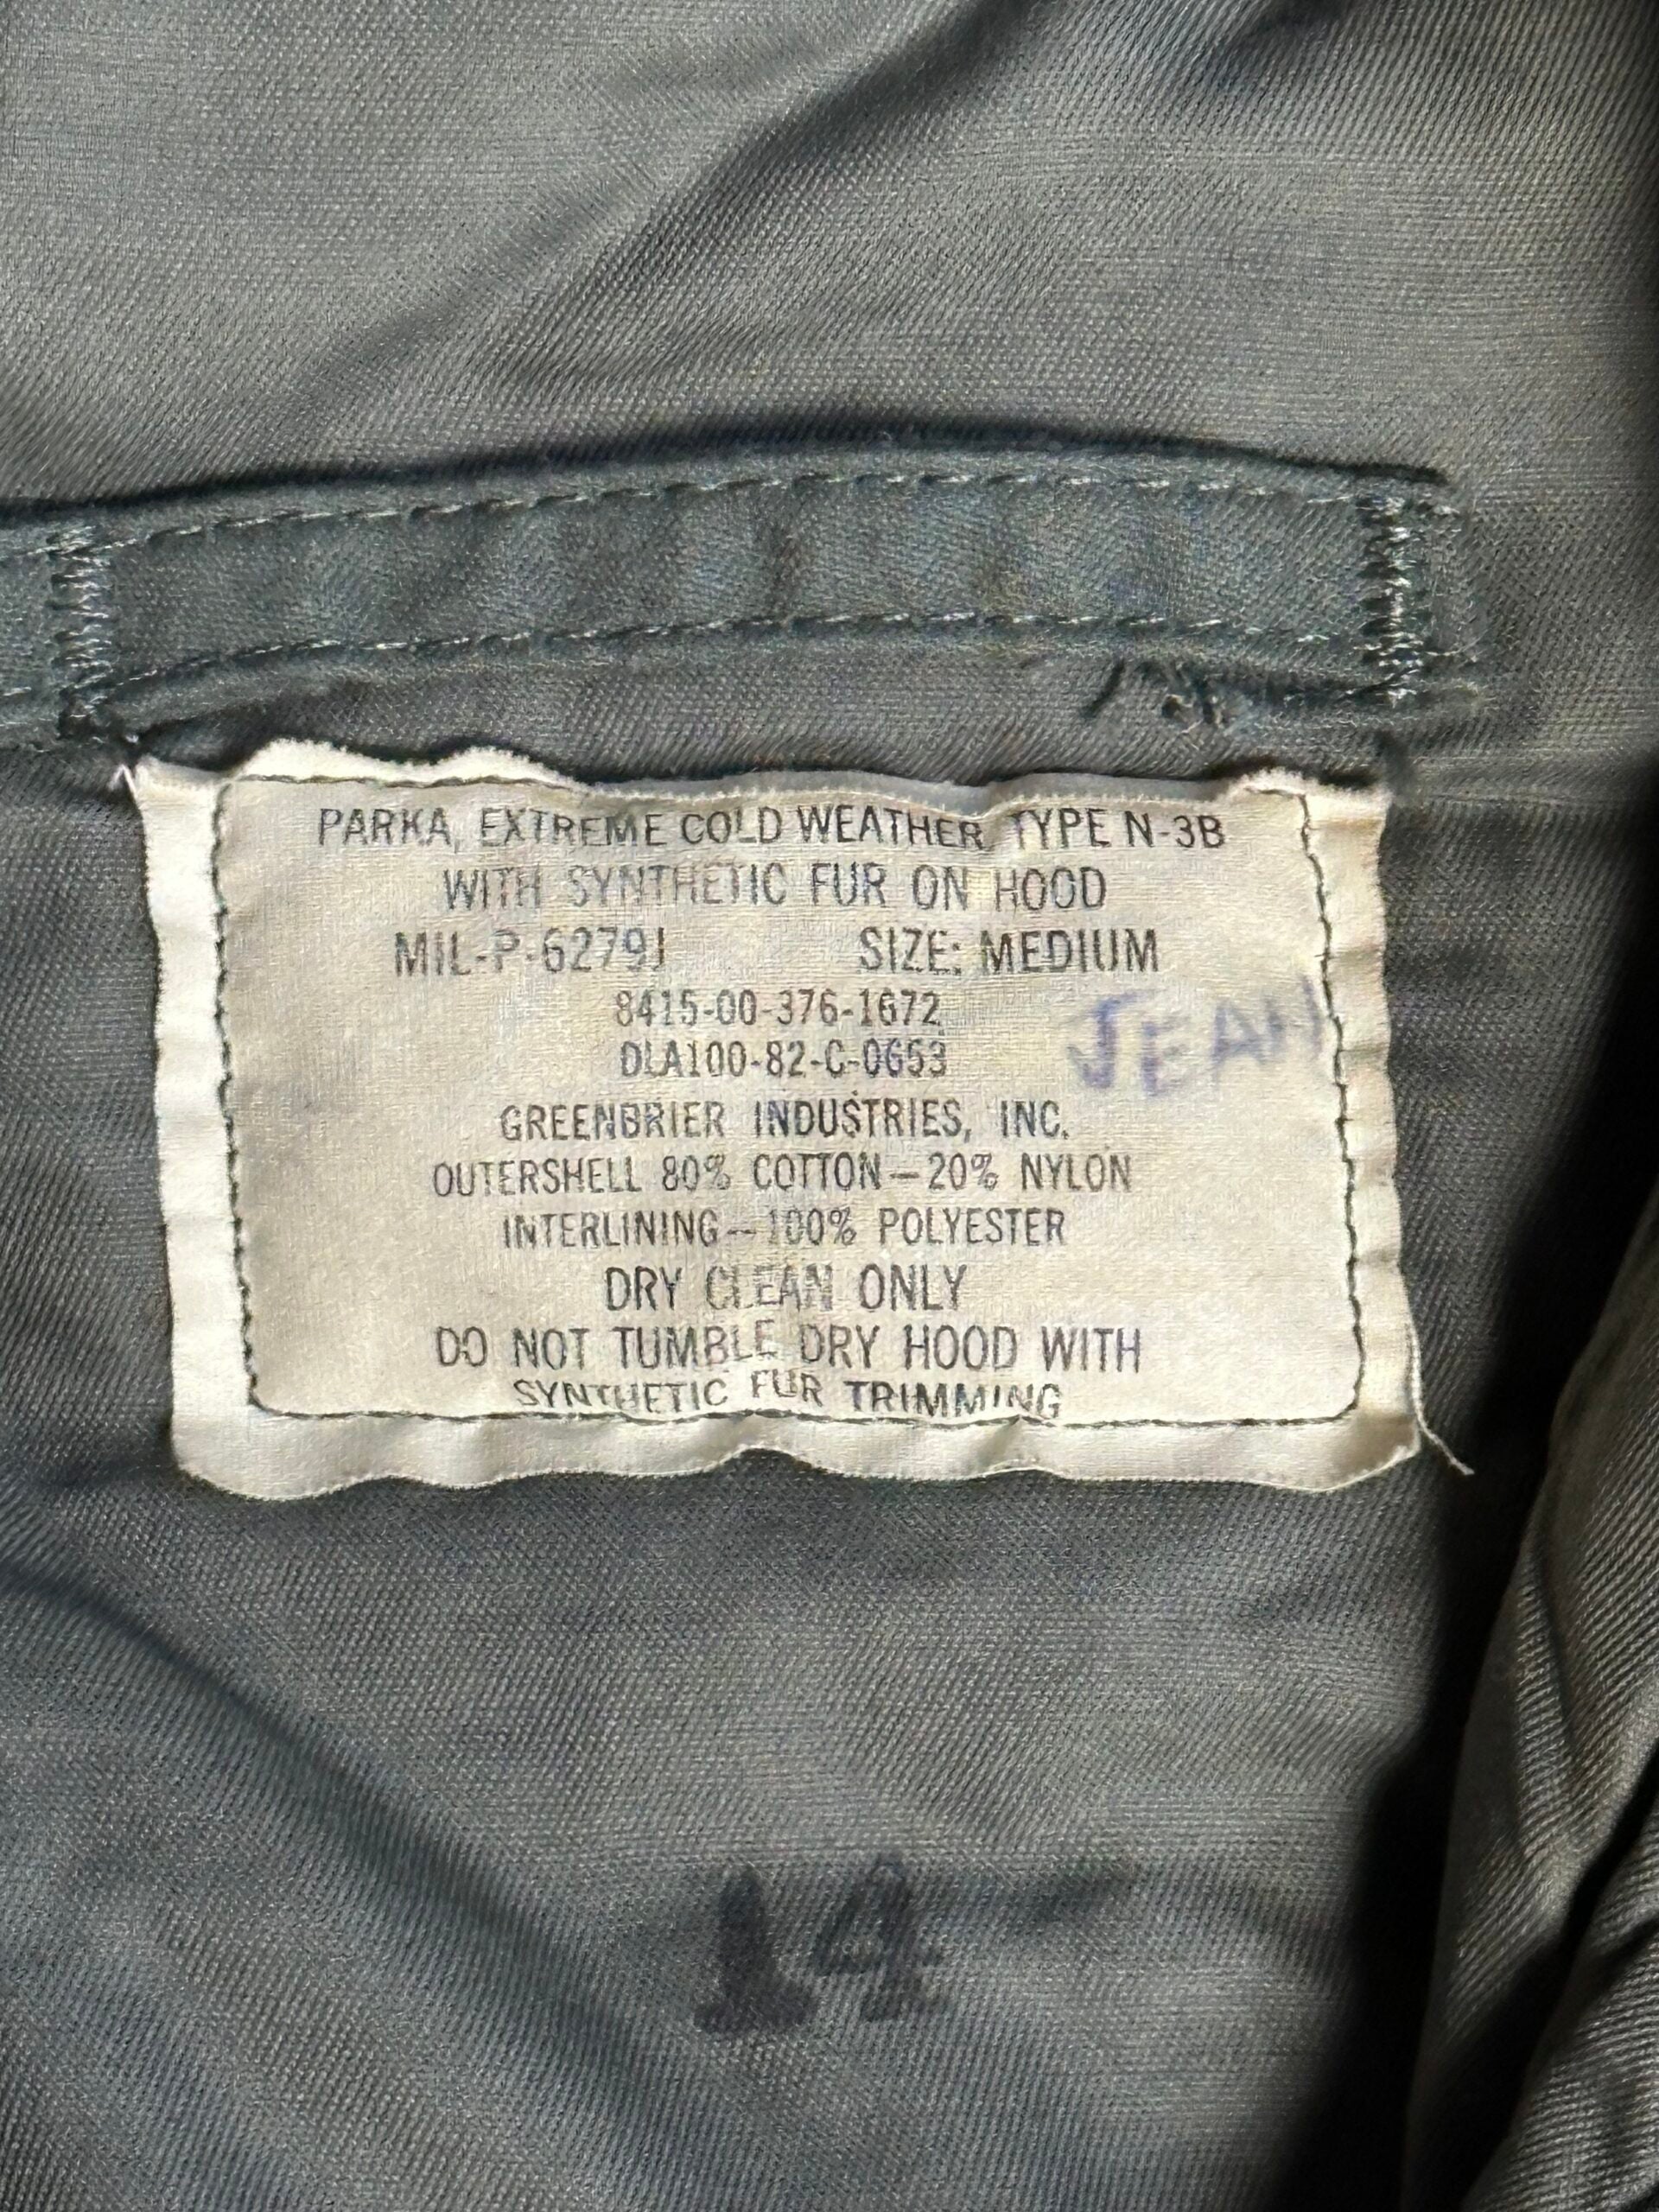 PARKA, EXTREME COLD WEATHER, TYPE N-3B
WITH SYNTHETIC FUR ON HOOD
MIL-P-6279J SIZE: MEDIUM
8415-00-376-1672
DLA100-82-C-0653
JEAN
GREENBRIER INDUSTRIES, INC.
OUTERSHELL 80% COTTON – 20% NYLON
INTERLINING – 100% POLYESTER
DRY CLEAN ONLY
DO NOT TUMBLE DRY HOOD WITH
SYNTHETIC FUR TRIMMING
14